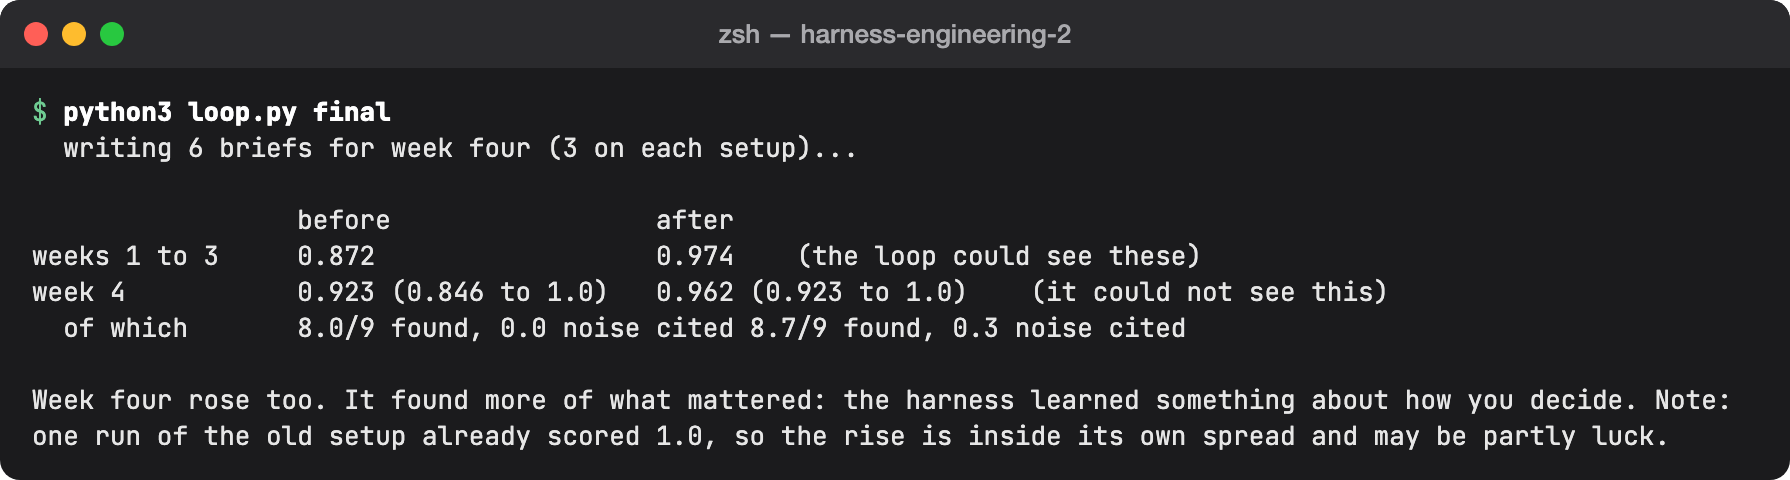 zsh — harness-engineering-2
$ python3 loop.py final
writing 6 briefs for week four (3 on each setup)...
before after
weeks 1 to 3 0.872 0.974 (the loop could see these)
week 4 0.923 (0.846 to 1.0) 0.962 (0.923 to 1.0) (it could not see this)
of which 8.0/9 found, 0.0 noise cited 8.7/9 found, 0.3 noise cited
Week four rose too. It found more of what mattered: the harness learned something about how you decide. Note:
one run of the old setup already scored 1.0, so the rise is inside its own spread and may be partly luck.